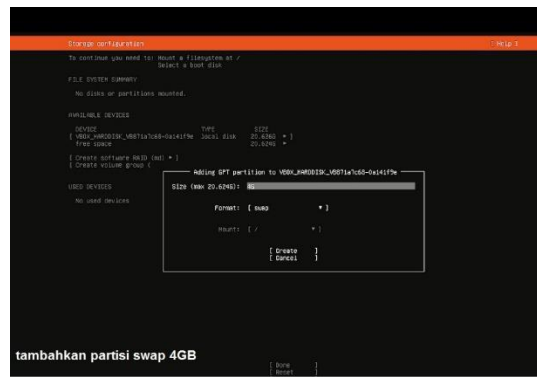 Storage configuration [ Help ]
To continue you need to: Mount a filesystem at /
Select a boot disk
FILE SYSTEM SUMMARY
No disks or partitions mounted.
AVAILABLE DEVICES
DEVICE TYPE SIZE
[ VBOX_HARDDISK_VB871a7c68-0a141f9e local disk 20.626G ▸ ]
free space 20.624G ▸
[ Create software RAID (md) ▸ ]
[ Create volume group (
USED DEVICES
No used devices
Adding GPT partition to VBOX_HARDDISK_VB871a7c68-0a141f9e
Size (max 20.624G): 4G
Format: [ swap ▾ ]
Mount: [ / ▾ ]
[ Create ]
[ Cancel ]
tambahkan partisi swap 4GB
[ Done ]
[ Reset ]